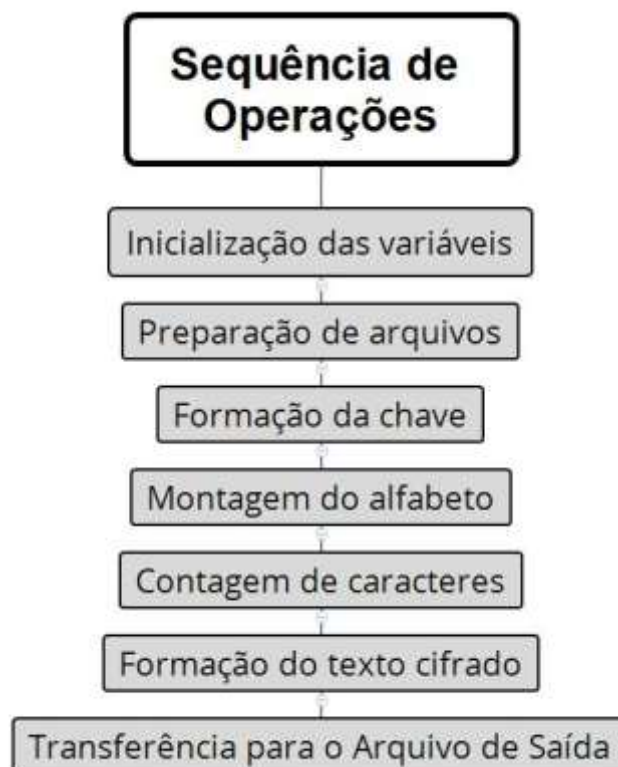 Sequência de
Operações
Inicialização das variáveis
Preparação de arquivos
Formação da chave
Montagem do alfabeto
Contagem de caracteres
Formação do texto cifrado
Transferência para o Arquivo de Saída